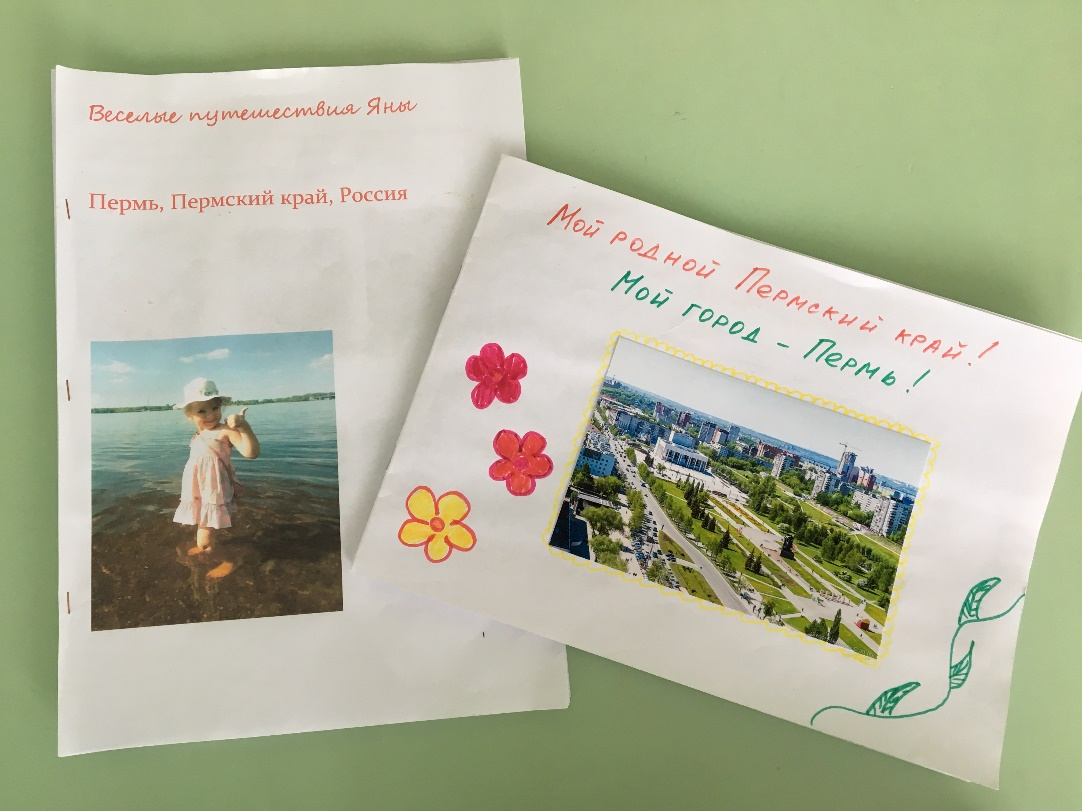 Веселые путешествия Яны
Пермь, Пермский край, Россия
Мой родной Пермский край!
Мой город - Пермь!